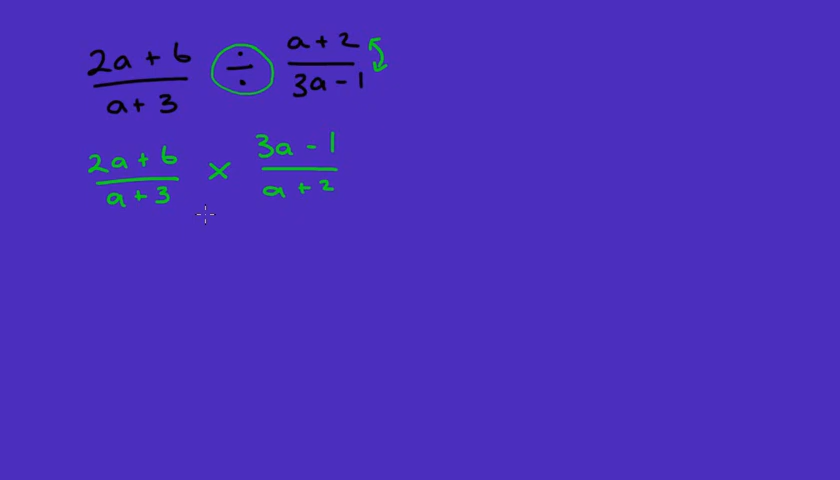 2a + 6 / a + 3 ÷ a + 2 / 3a - 1
2a + 6 / a + 3 × 3a - 1 / a + 2